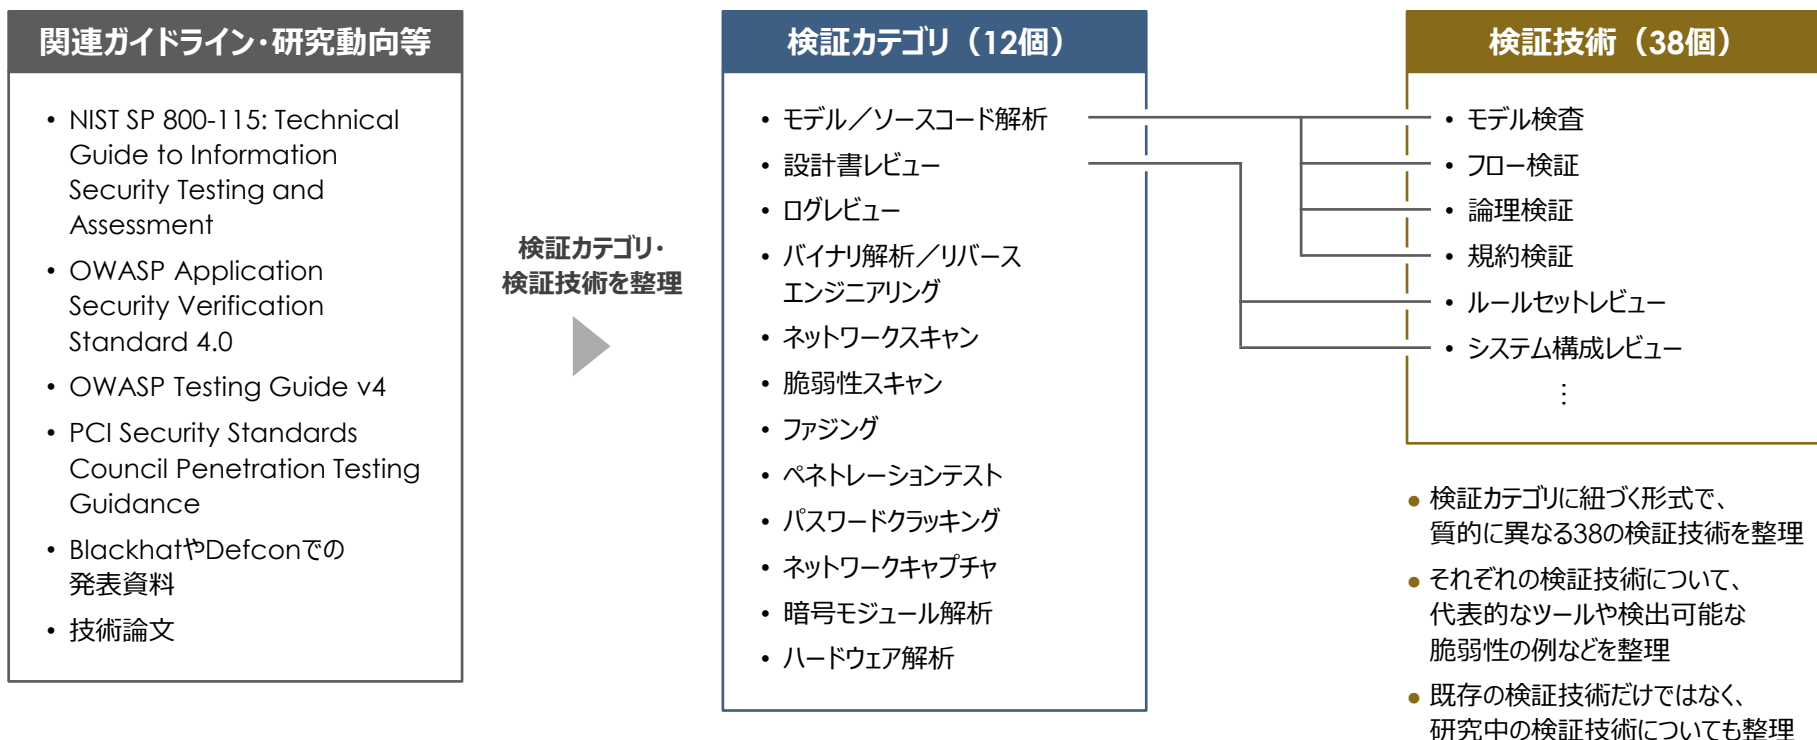 関連ガイドライン・研究動向等
• NIST SP 800-115: Technical
Guide to Information
Security Testing and
Assessment
• OWASP Application
Security Verification
Standard 4.0
• OWASP Testing Guide v4
• PCI Security Standards
Council Penetration Testing
Guidance
• BlackhatやDefconでの
発表資料
• 技術論文
検証カテゴリ・
検証技術を整理
検証カテゴリ（12個）
• モデル／ソースコード解析
• 設計書レビュー
• ログレビュー
• バイナリ解析／リバース
エンジニアリング
• ネットワークスキャン
• 脆弱性スキャン
• ファジング
• ペネトレーションテスト
• パスワードクラッキング
• ネットワークキャプチャ
• 暗号モジュール解析
• ハードウェア解析
検証技術（38個）
• モデル検査
• フロー検証
• 論理検証
• 規約検証
• ルールセットレビュー
• システム構成レビュー
…
● 検証カテゴリに紐づく形式で、
質的に異なる38の検証技術を整理
● それぞれの検証技術について、
代表的なツールや検出可能な
脆弱性の例などを整理
● 既存の検証技術だけではなく、
研究中の検証技術についても整理